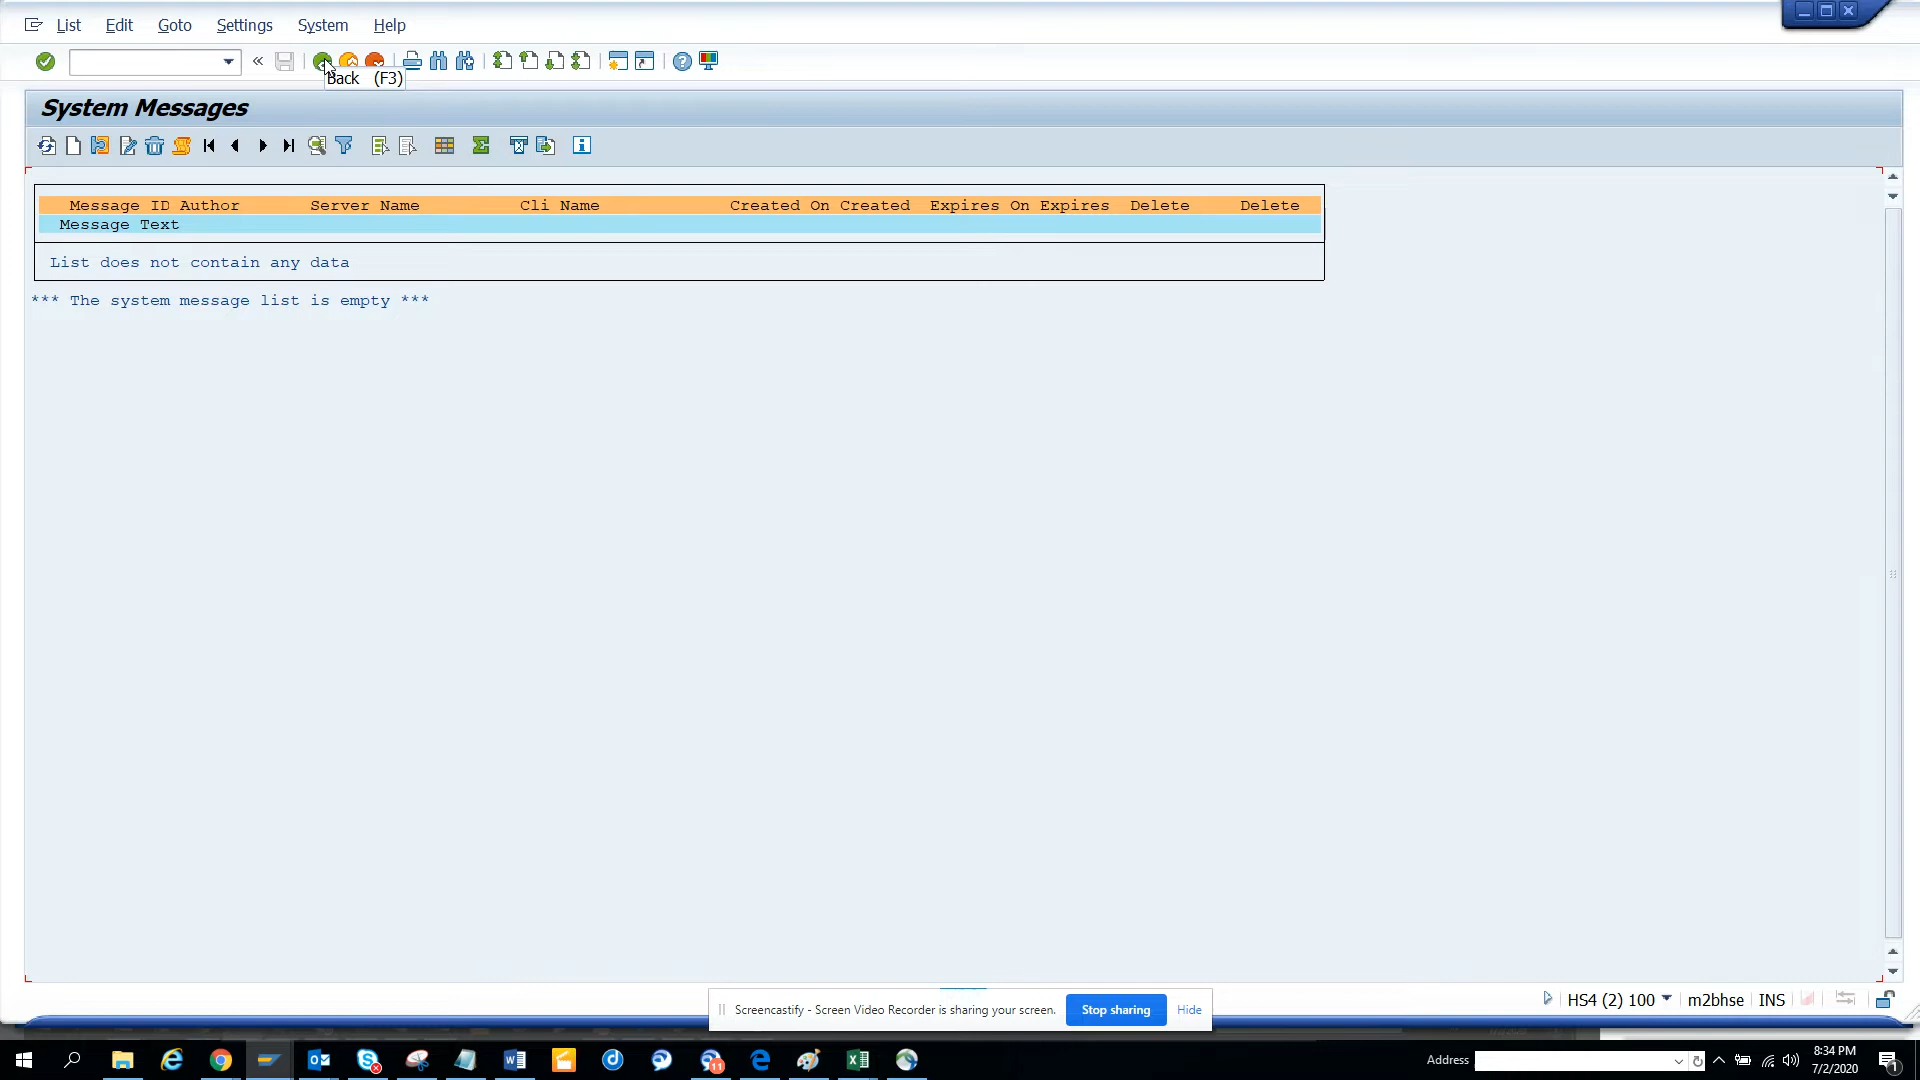 List Edit Goto Settings System Help
Back (F3)
System Messages
Message ID Author Server Name Cli Name Created On Created Expires On Expires Delete Delete
Message Text
List does not contain any data
*** The system message list is empty ***
HS4 (2) 100 m2bhse INS
Screencastify - Screen Video Recorder is sharing your screen. Stop sharing Hide
Address
8:34 PM
7/2/2020
11
1